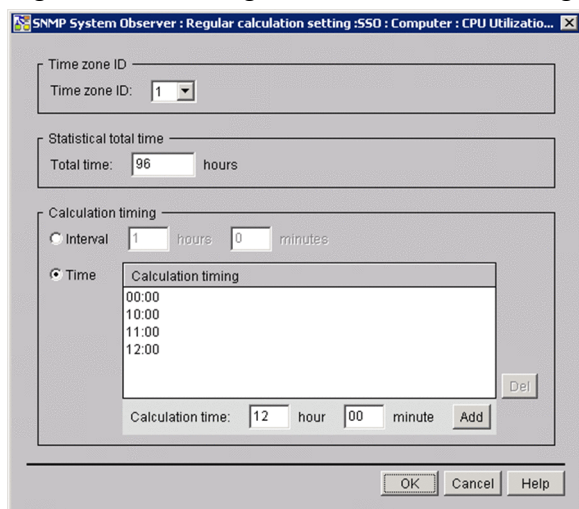 SNMP System Observer : Regular calculation setting :SSO : Computer : CPU Utilizatio...
Time zone ID
Time zone ID: 1
Statistical total time
Total time: 96 hours
Calculation timing
Interval 1 hours 0 minutes
Time
Calculation timing
00:00
10:00
11:00
12:00
Del
Calculation time: 12 hour 00 minute Add
OK Cancel Help